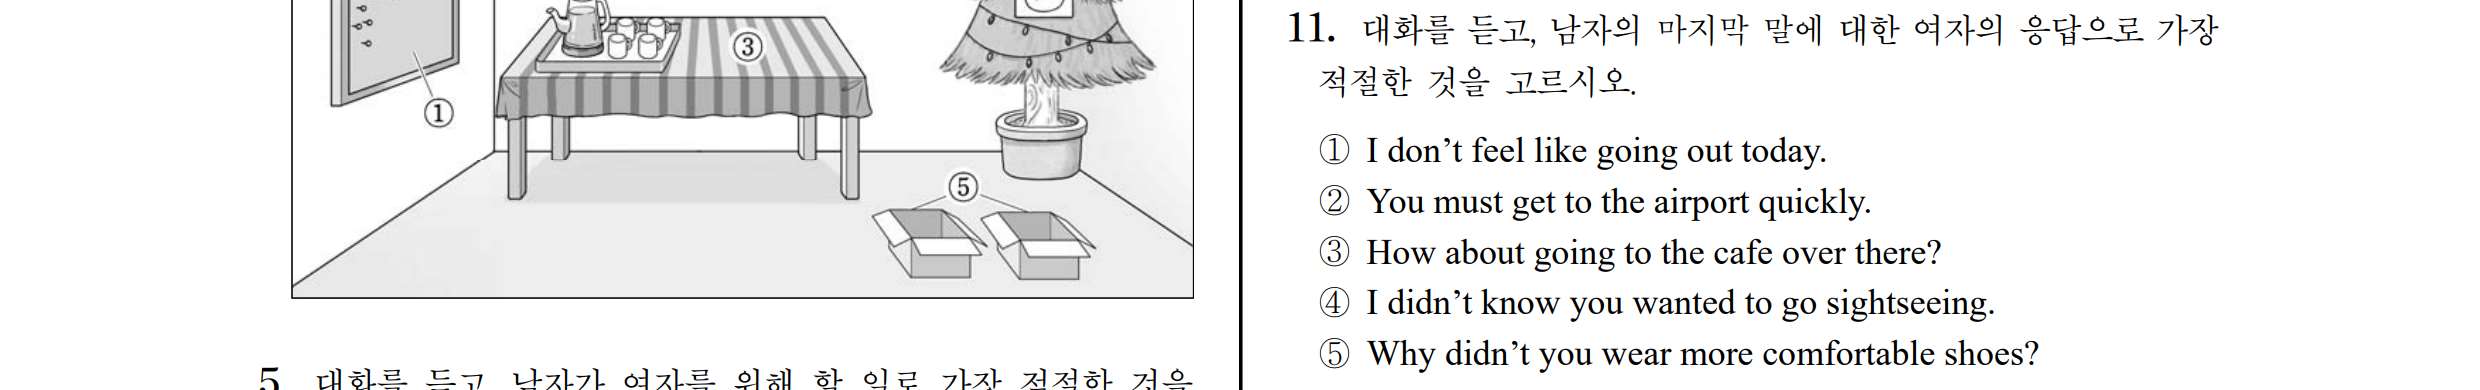 ①
③
⑤
5. 대화를 듣고, 남자가 여자를 위해 할 일로 가장 적절한 것을
11. 대화를 듣고, 남자의 마지막 말에 대한 여자의 응답으로 가장
적절한 것을 고르시오.
① I don’t feel like going out today.
② You must get to the airport quickly.
③ How about going to the cafe over there?
④ I didn’t know you wanted to go sightseeing.
⑤ Why didn’t you wear more comfortable shoes?